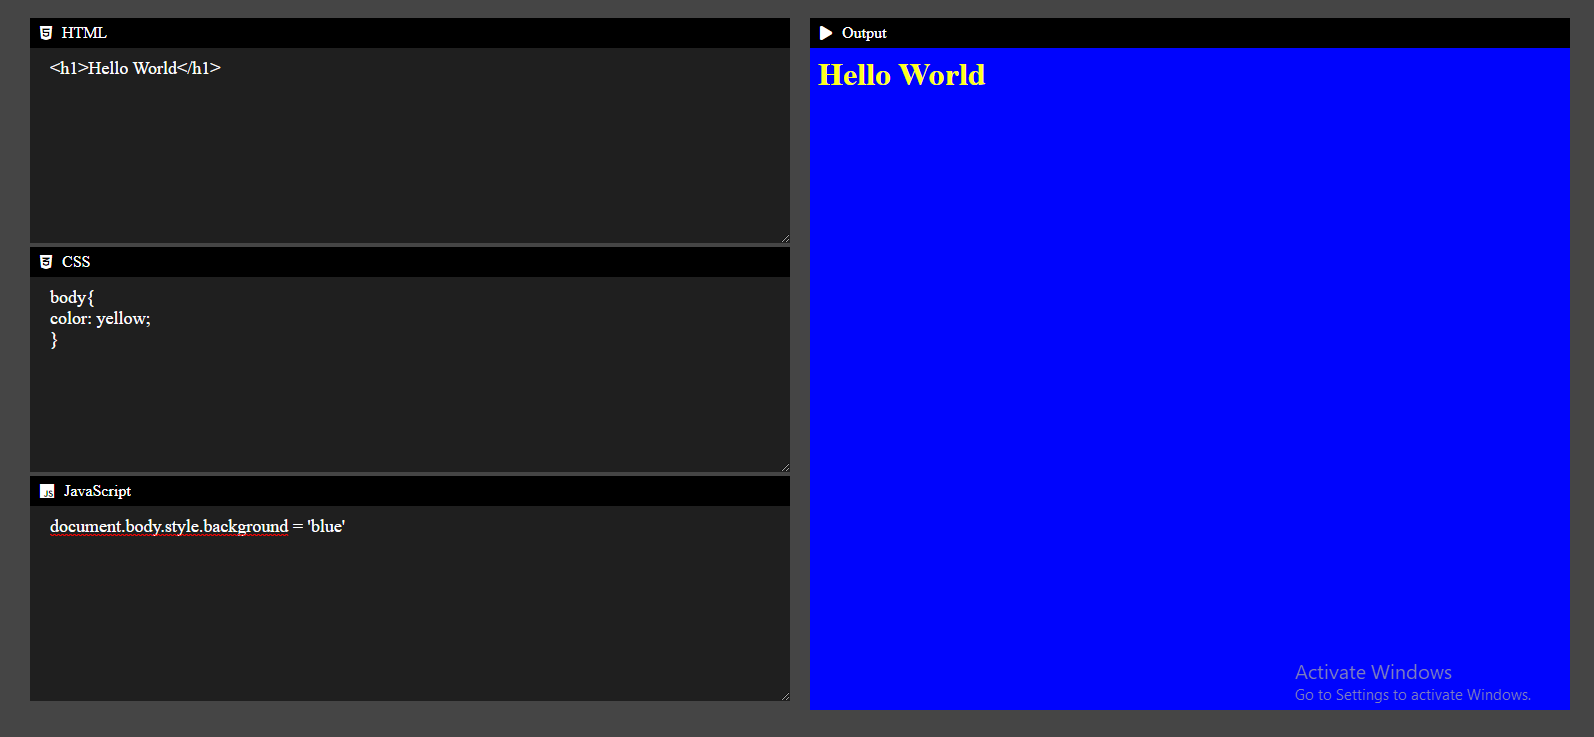 HTML
<h1>Hello World</h1>
CSS
body{
color: yellow;
}
JS JavaScript
document.body.style.background = 'blue'
Output
Hello World
Activate Windows
Go to Settings to activate Windows.